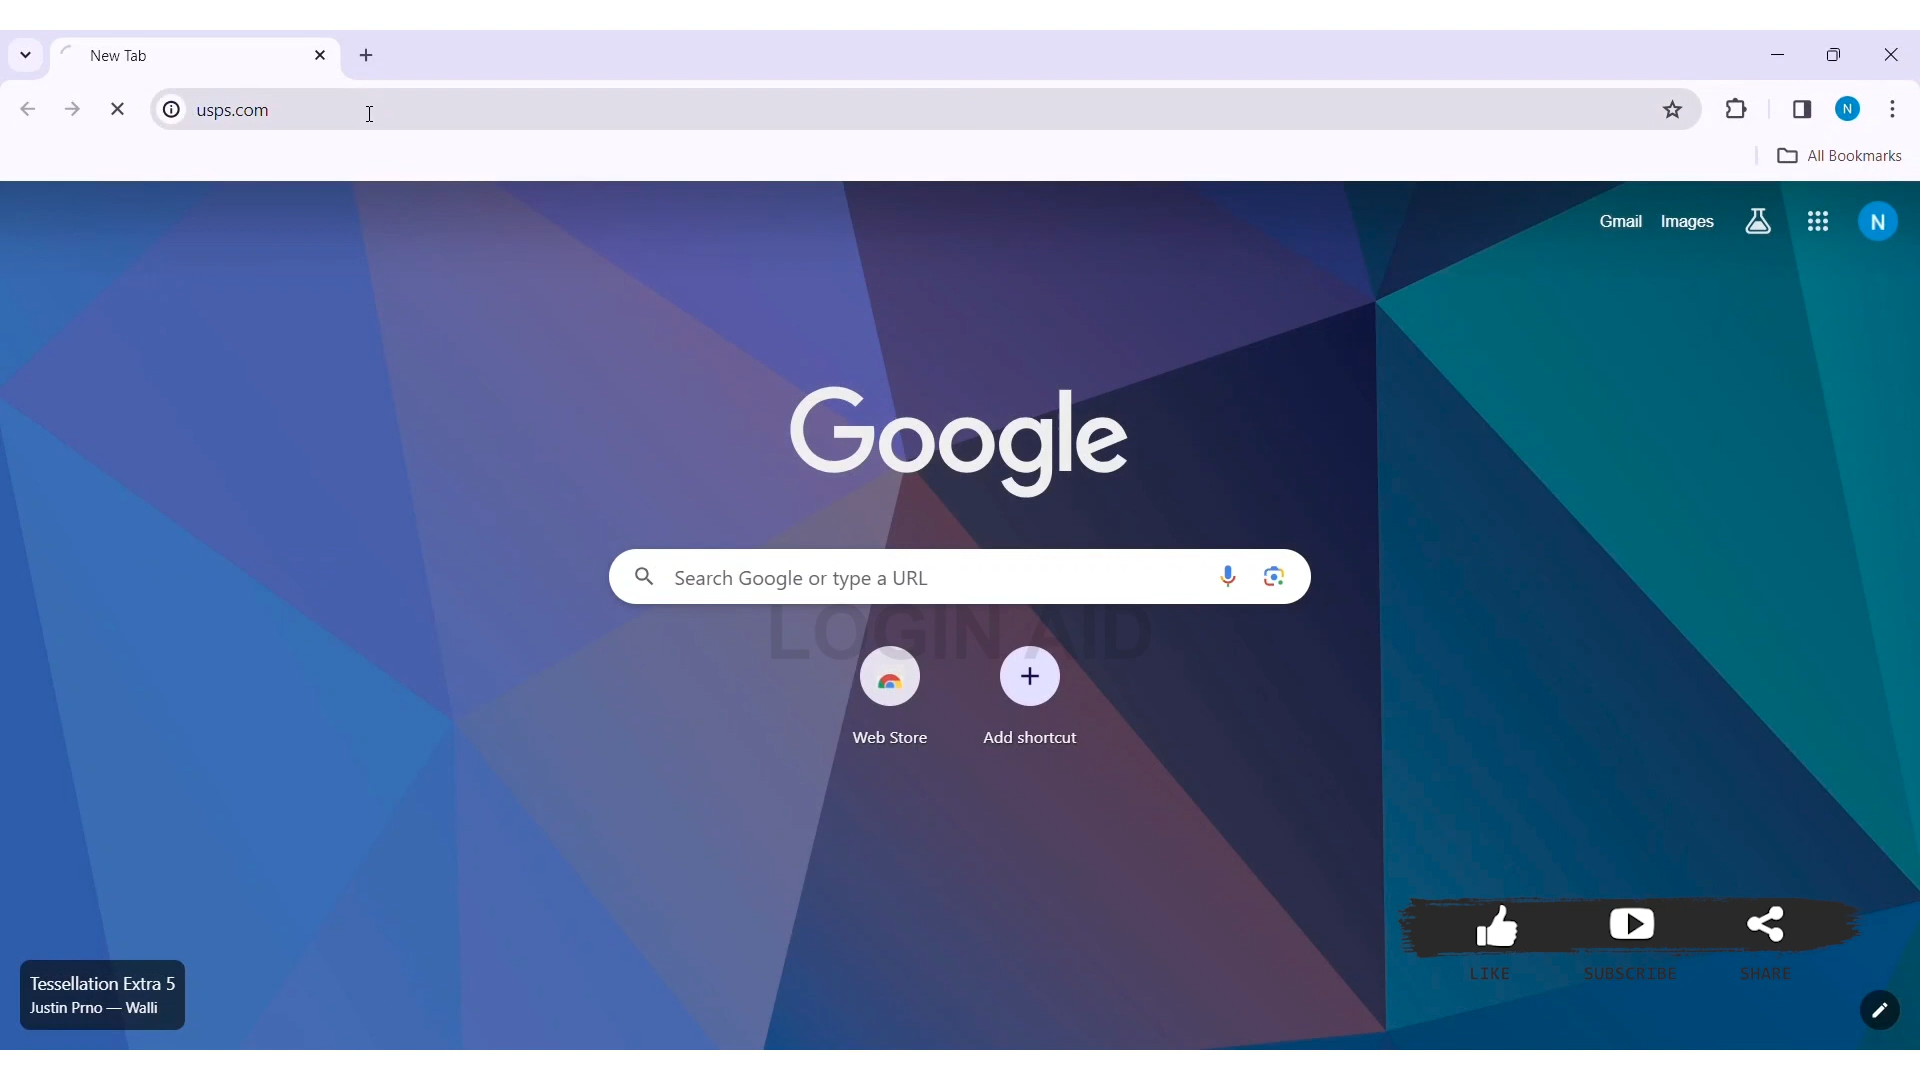 New Tab
usps.com
All Bookmarks
Gmail Images
N
N
Google
Search Google or type a URL
LOGIN AID
Web Store
Add shortcut
LIKE SUBSCRIBE SHARE
Tessellation Extra 5
Justin Prno — Walli